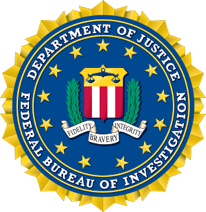 DEPARTMENT OF JUSTICE
FIDELITY BRAVERY INTEGRITY
FEDERAL BUREAU OF INVESTIGATION